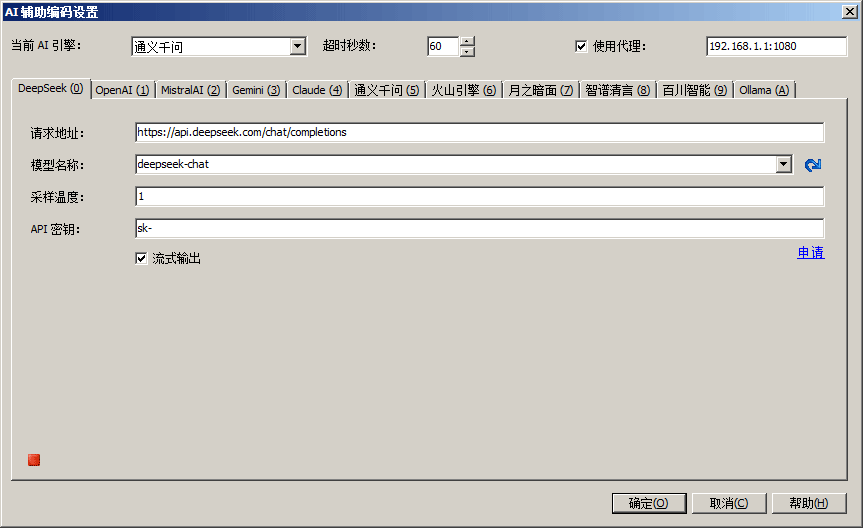 AI 辅助编码设置
当前 AI 引擎: 通义千问 超时秒数: 60 使用代理: 192.168.1.1:1080
DeepSeek (0) OpenAI (1) MistralAI (2) Gemini (3) Claude (4) 通义千问 (5) 火山引擎 (6) 月之暗面 (7) 智谱清言 (8) 百川智能 (9) Ollama (A)
请求地址: https://api.deepseek.com/chat/completions
模型名称: deepseek-chat
采样温度: 1
API 密钥: sk-
流式输出 申请
确定(O) 取消(C) 帮助(H)